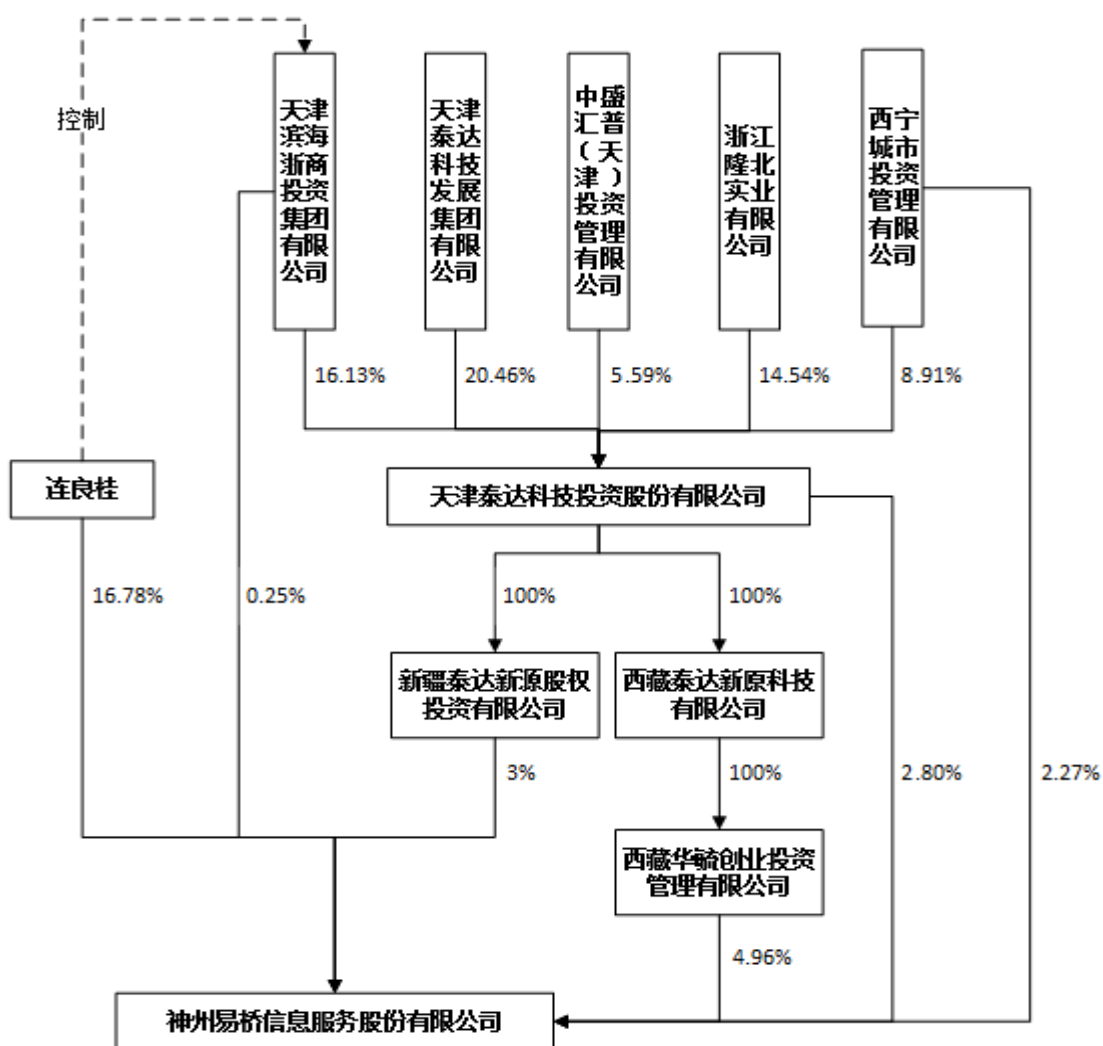 控制
天津
滨海
浙商
投资
集团
有限
公司
天津
泰达
科技
发展
集团
有限
公司
中盛
汇普
（天
津）
投资
管理
有限
公司
浙江
隆北
实业
有限
公司
西宁
城市
投资
管理
有限
公司
16.13%
20.46%
5.59%
14.54%
8.91%
连良桂
天津泰达科技投资股份有限公司
16.78%
0.25%
100%
100%
新疆泰达新源股权
投资有限公司
西藏泰达新原科技
有限公司
3%
100%
2.80%
2.27%
西藏华毓创业投资
管理有限公司
4.96%
神州易桥信息服务股份有限公司